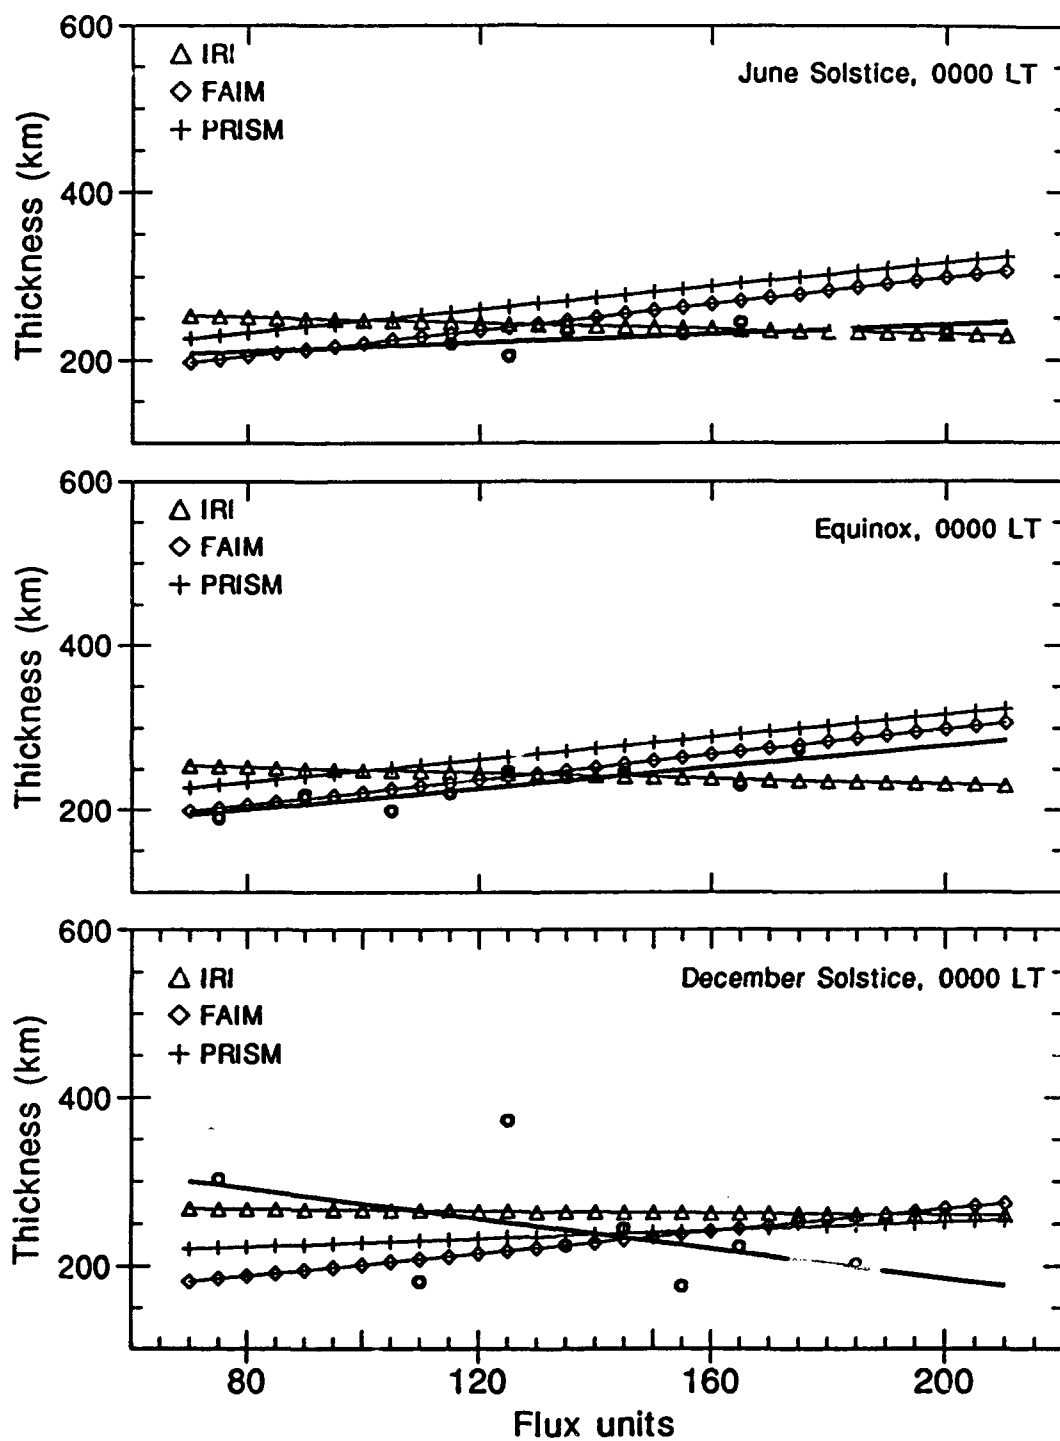 600
△ IRI
June Solstice, 0000 LT
◇ FAIM
+ PRISM
400
200
Thickness (km)
600
△ IRI
Equinox, 0000 LT
◇ FAIM
+ PRISM
400
200
Thickness (km)
600
△ IRI
December Solstice, 0000 LT
◇ FAIM
+ PRISM
400
200
Thickness (km)
80 120 160 200
Flux units